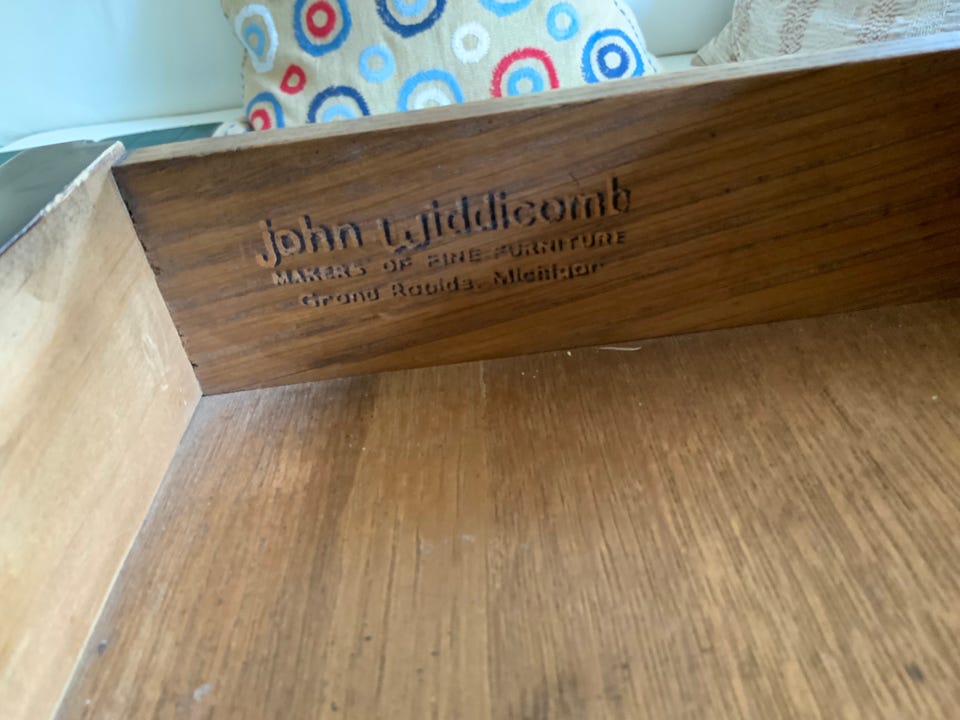 john widdicomb
MAKERS OF FINE FURNITURE
Grand Rapids, Michigan